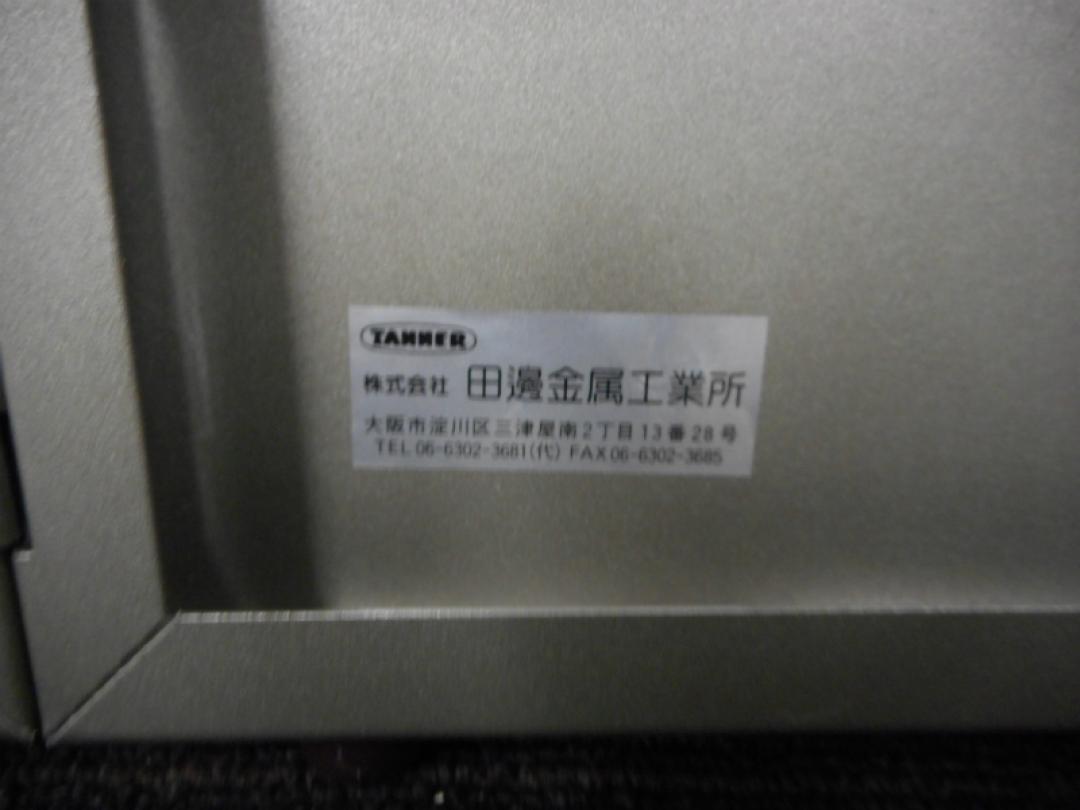 TANNER
株式会社 田邊金属工業所
大阪市淀川区三津屋南2丁目13番28号
TEL 06-6302-3681(代) FAX 06-6302-3685